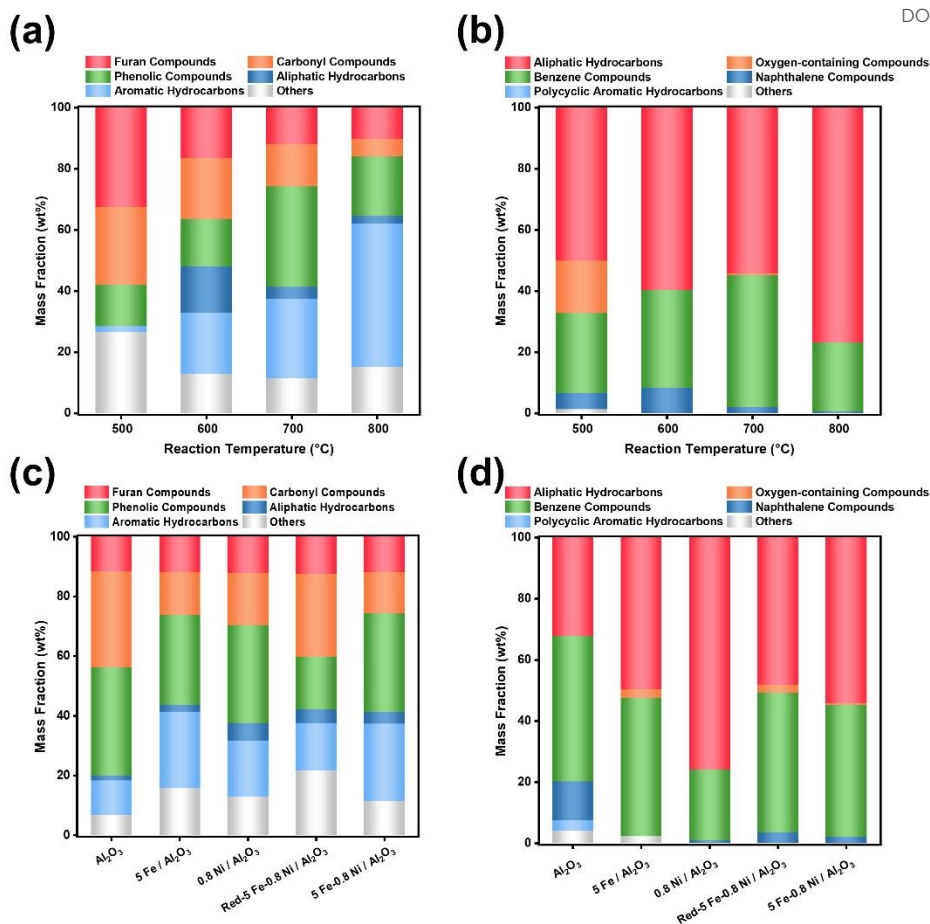 DO
(a)
Furan Compounds Carbonyl Compounds
Phenolic Compounds Aliphatic Hydrocarbons
Aromatic Hydrocarbons Others
Mass Fraction (wt%)
100
80
60
40
20
0
500 600 700 800
Reaction Temperature (°C)
(b)
Aliphatic Hydrocarbons Oxygen-containing Compounds
Benzene Compounds Naphthalene Compounds
Polycyclic Aromatic Hydrocarbons Others
Mass Fraction (wt%)
100
80
60
40
20
0
500 600 700 800
Reaction Temperature (°C)
(c)
Furan Compounds Carbonyl Compounds
Phenolic Compounds Aliphatic Hydrocarbons
Aromatic Hydrocarbons Others
Mass Fraction (wt%)
100
80
60
40
20
0
Al₂O₃
5 Fe / Al₂O₃
0.8 Ni / Al₂O₃
Red-5 Fe-0.8 Ni / Al₂O₃
5 Fe-0.8 Ni / Al₂O₃
(d)
Aliphatic Hydrocarbons Oxygen-containing Compounds
Benzene Compounds Naphthalene Compounds
Polycyclic Aromatic Hydrocarbons Others
Mass Fraction (wt%)
100
80
60
40
20
0
Al₂O₃
5 Fe / Al₂O₃
0.8 Ni / Al₂O₃
Red-5 Fe-0.8 Ni / Al₂O₃
5 Fe-0.8 Ni / Al₂O₃